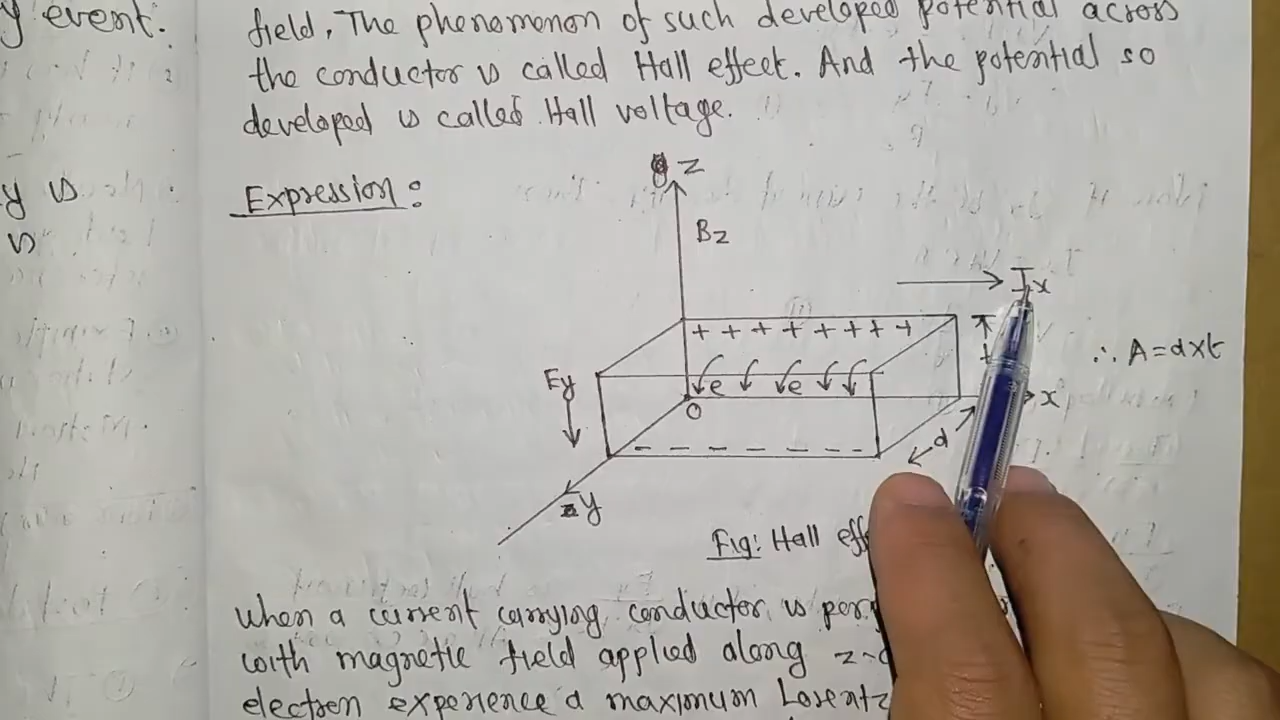 y event.
field, The phenomenon of such developed potential across
the conductor is called Hall effect. And the potential so
developed is called Hall voltage.
y is
is
Expression:
Z
Bz
Ix
+ + + + + + + +
t
∴ A = d x t
Ey
e e
O
x
d
- - - - - - -
y
Fig: Hall
When a current carrying conductor is
with magnetic field applied along z-
electron experience a maximum Lorentz